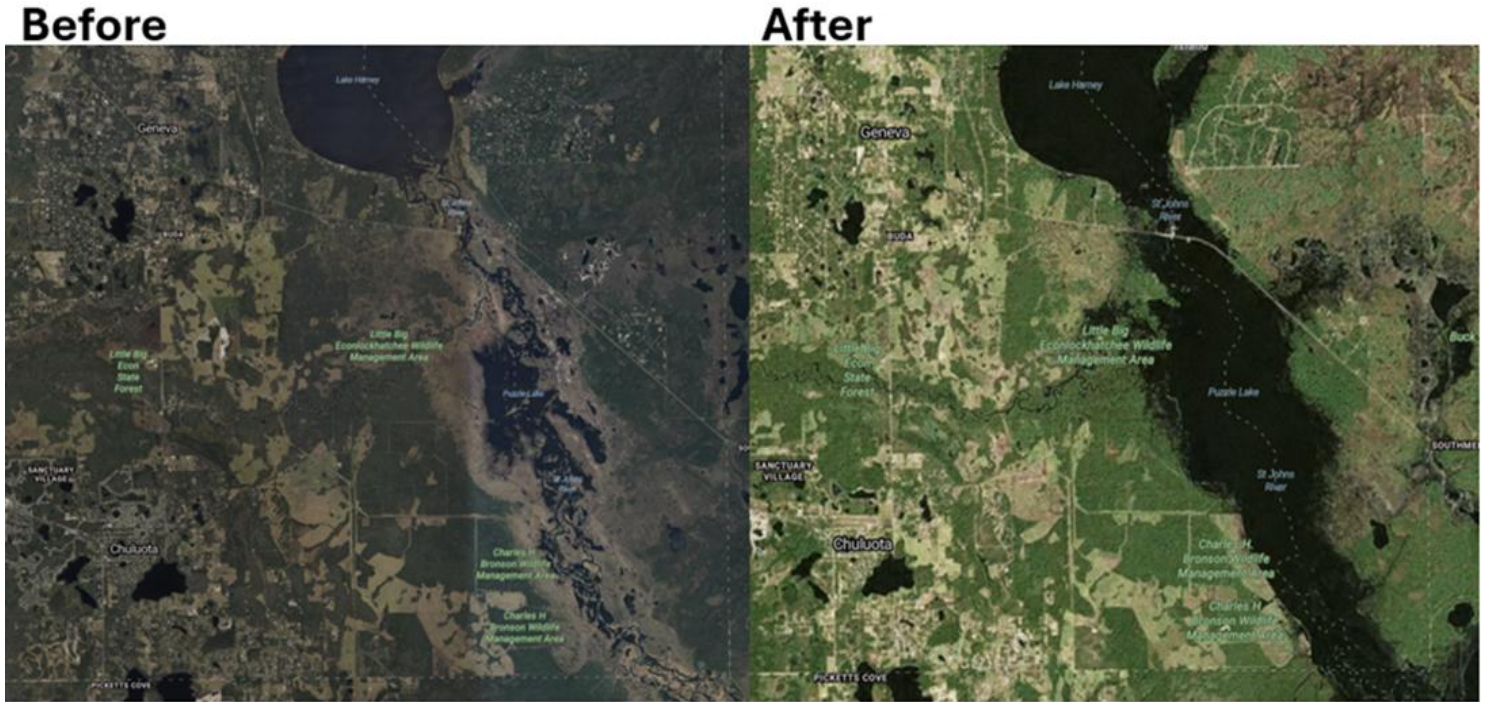 Before
Lake Harney
Geneva
St Johns
River
BUDA
Little Big
Econlockhatchee Wildlife
Management Area
Little Big
Econ
State
Forest
Puzzle Lake
SANCTUARY
VILLAGE
St Johns
River
Chuluota
Charles H
Bronson Wildlife
Management Area
Charles H
Bronson Wildlife
Management Area
PICKETTS COVE
After
Lake Harney
Geneva
St Johns
River
BUDA
Little Big
Econlockhatchee Wildlife
Management Area
Little Big
Econ
State
Forest
Buck
Puzzle Lake
SOUTHME
SANCTUARY
VILLAGE
St Johns
River
Chuluota
Charles H
Bronson Wildlife
Management Area
Charles H
Bronson Wildlife
Management Area
PICKETTS COVE